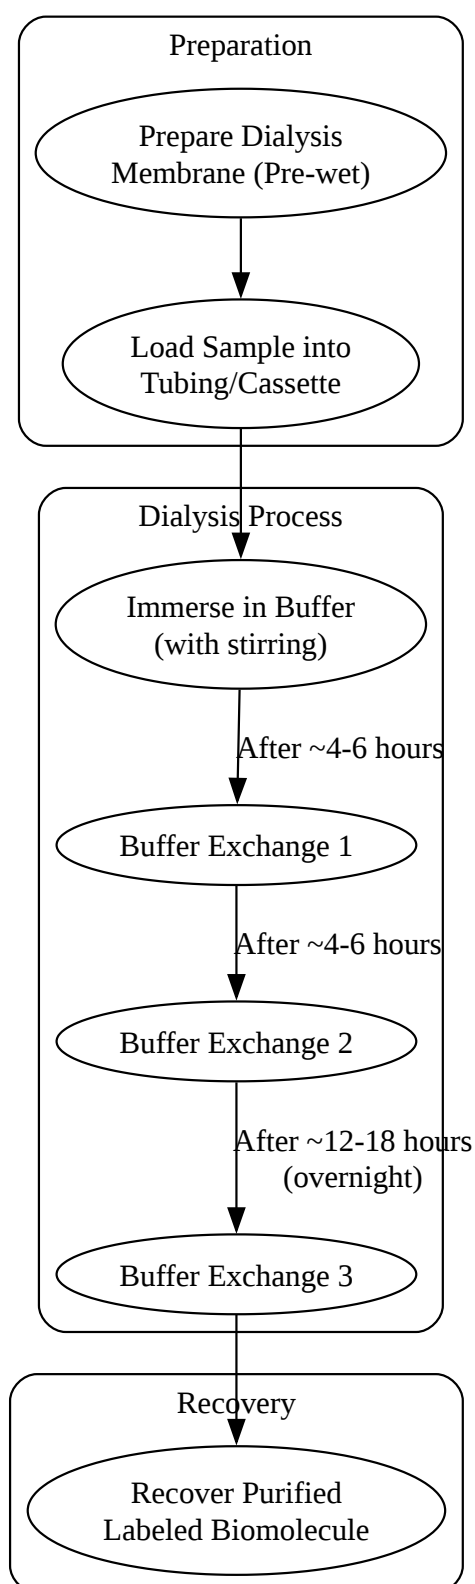 Preparation
Prepare Dialysis
Membrane (Pre-wet)
Load Sample into
Tubing/Cassette
Dialysis Process
Immerse in Buffer
(with stirring)
After ~4-6 hours
Buffer Exchange 1
After ~4-6 hours
Buffer Exchange 2
After ~12-18 hours
(overnight)
Buffer Exchange 3
Recovery
Recover Purified
Labeled Biomolecule